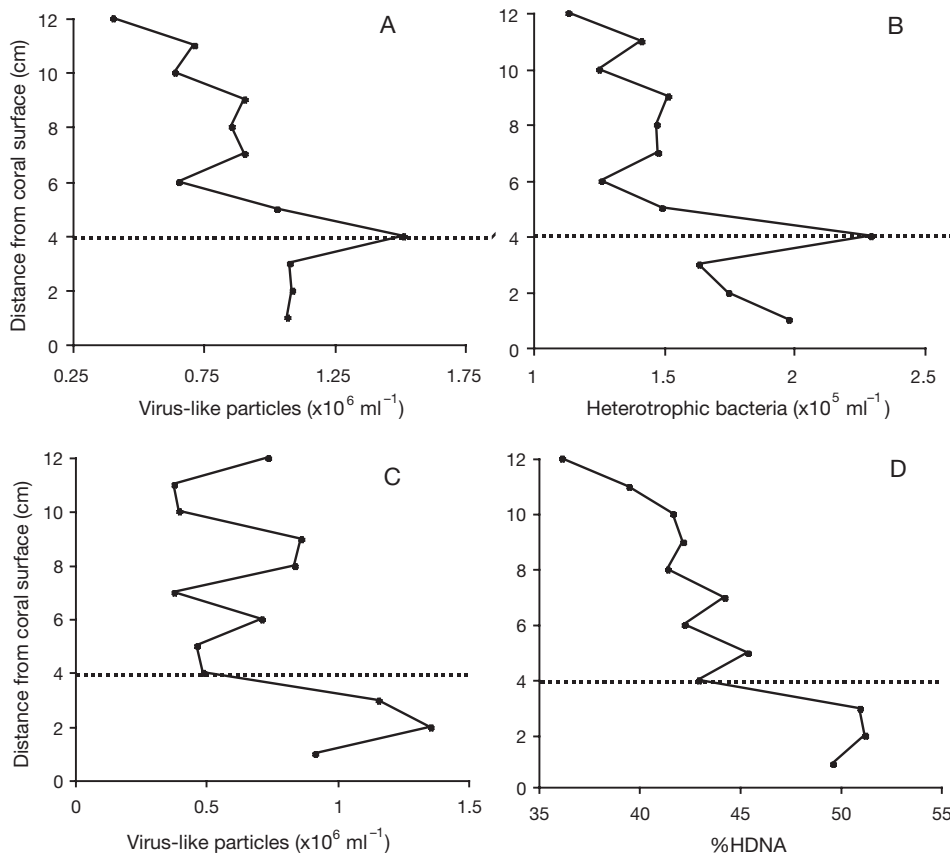 A
12
10
8
6
4
2
0
Distance from coral surface (cm)
0.25 0.75 1.25 1.75
Virus-like particles (x10⁶ ml⁻¹)
B
12
10
8
6
4
2
0
1 1.5 2 2.5
Heterotrophic bacteria (x10⁵ ml⁻¹)
C
12
10
8
6
4
2
0
Distance from coral surface (cm)
0 0.5 1 1.5
Virus-like particles (x10⁶ ml⁻¹)
D
12
10
8
6
4
2
0
35 40 45 50 55
%HDNA